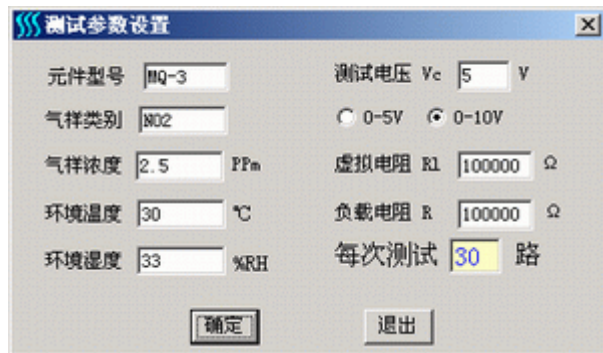 测试参数设置
元件型号 MQ-3 测试电压 Vc 5 V
气样类别 NO2 0-5V 0-10V
气样浓度 2.5 PPm 虚拟电阻 Rl 100000 Ω
环境温度 30 ℃ 负载电阻 R 100000 Ω
环境湿度 33 %RH 每次测试 30 路
确定 退出